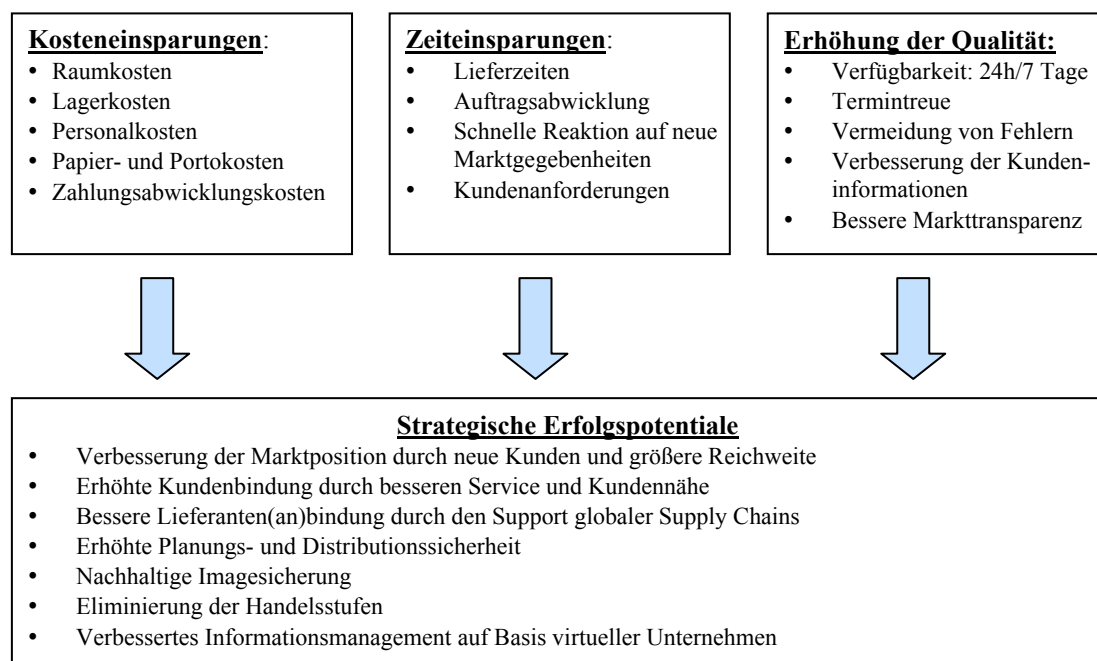 Kosteneinsparungen:
• Raumkosten
• Lagerkosten
• Personalkosten
• Papier- und Portokosten
• Zahlungsabwicklungskosten
Zeiteinsparungen:
• Lieferzeiten
• Auftragsabwicklung
• Schnelle Reaktion auf neue
Marktgegebenheiten
• Kundenanforderungen
Erhöhung der Qualität:
• Verfügbarkeit: 24h/7 Tage
• Termintreue
• Vermeidung von Fehlern
• Verbesserung der Kunden-
informationen
• Bessere Markttransparenz
Strategische Erfolgspotentiale
• Verbesserung der Marktposition durch neue Kunden und größere Reichweite
• Erhöhte Kundenbindung durch besseren Service und Kundennähe
• Bessere Lieferanten(an)bindung durch den Support globaler Supply Chains
• Erhöhte Planungs- und Distributionssicherheit
• Nachhaltige Imagesicherung
• Eliminierung der Handelsstufen
• Verbessertes Informationsmanagement auf Basis virtueller Unternehmen